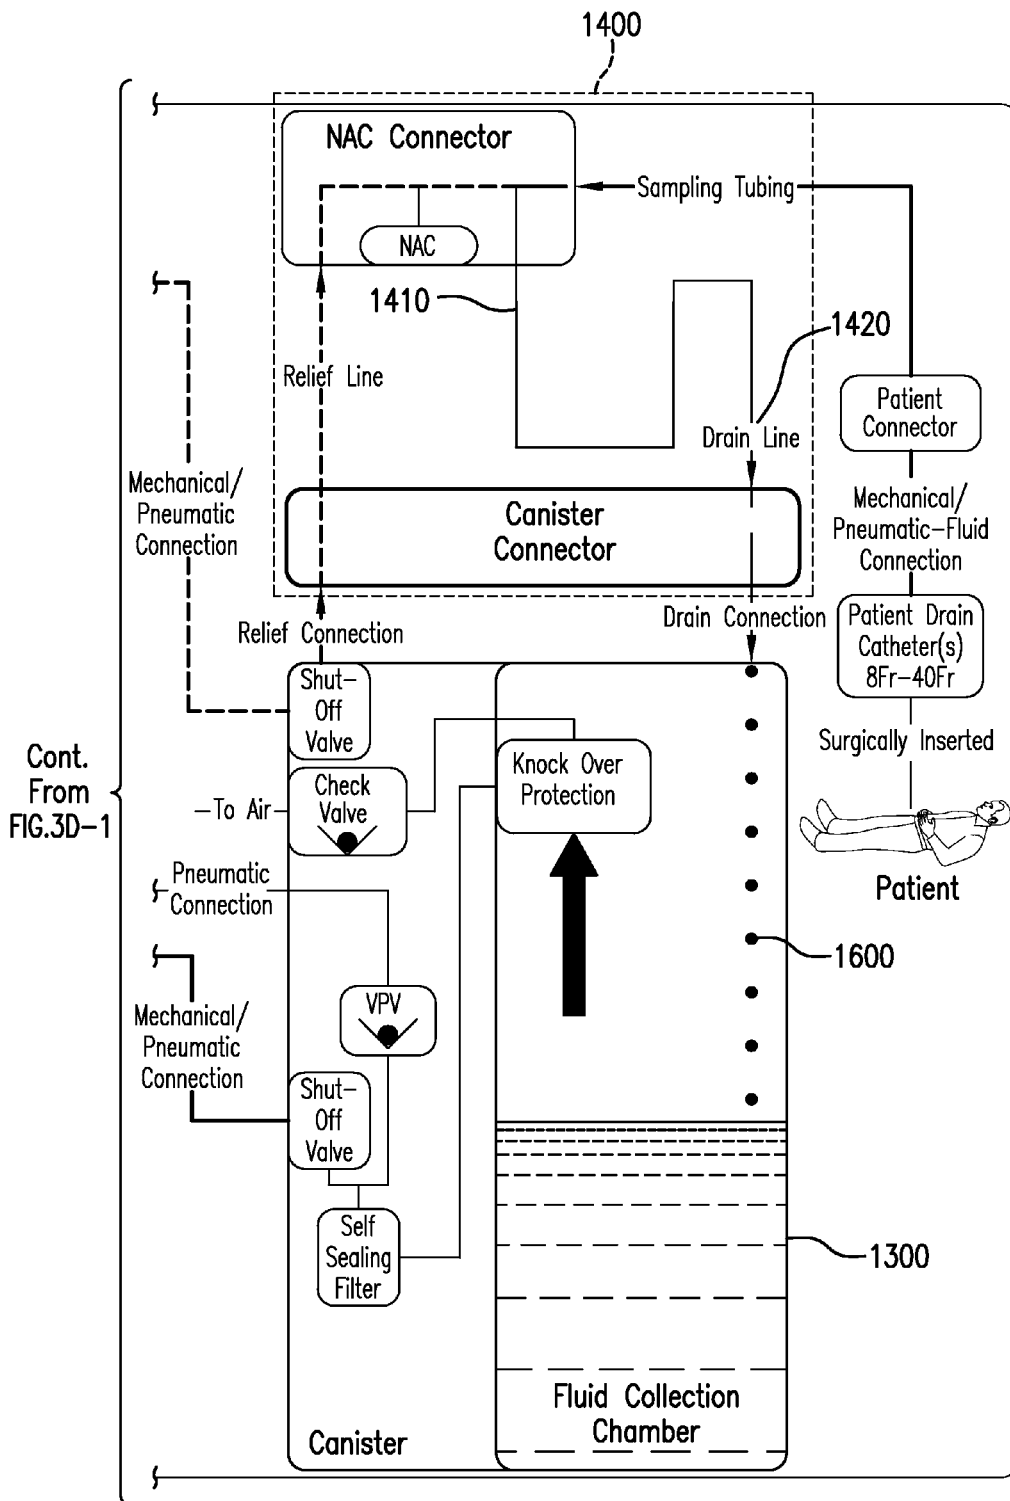 1400
NAC Connector
Sampling Tubing
NAC
1410
1420
Relief Line
Patient
Connector
Drain Line
Mechanical/
Pneumatic
Connection
Canister
Connector
Mechanical/
Pneumatic-Fluid
Connection
Relief Connection
Drain Connection
Patient Drain
Catheter(s)
8Fr-40Fr
Shut-
Off
Valve
Surgically Inserted
Cont.
From
FIG.3D-1
To Air
Check
Valve
Knock Over
Protection
Pneumatic
Connection
Patient
1600
VPV
Mechanical/
Pneumatic
Connection
Shut-
Off
Valve
Self
Sealing
Filter
1300
Fluid Collection
Chamber
Canister